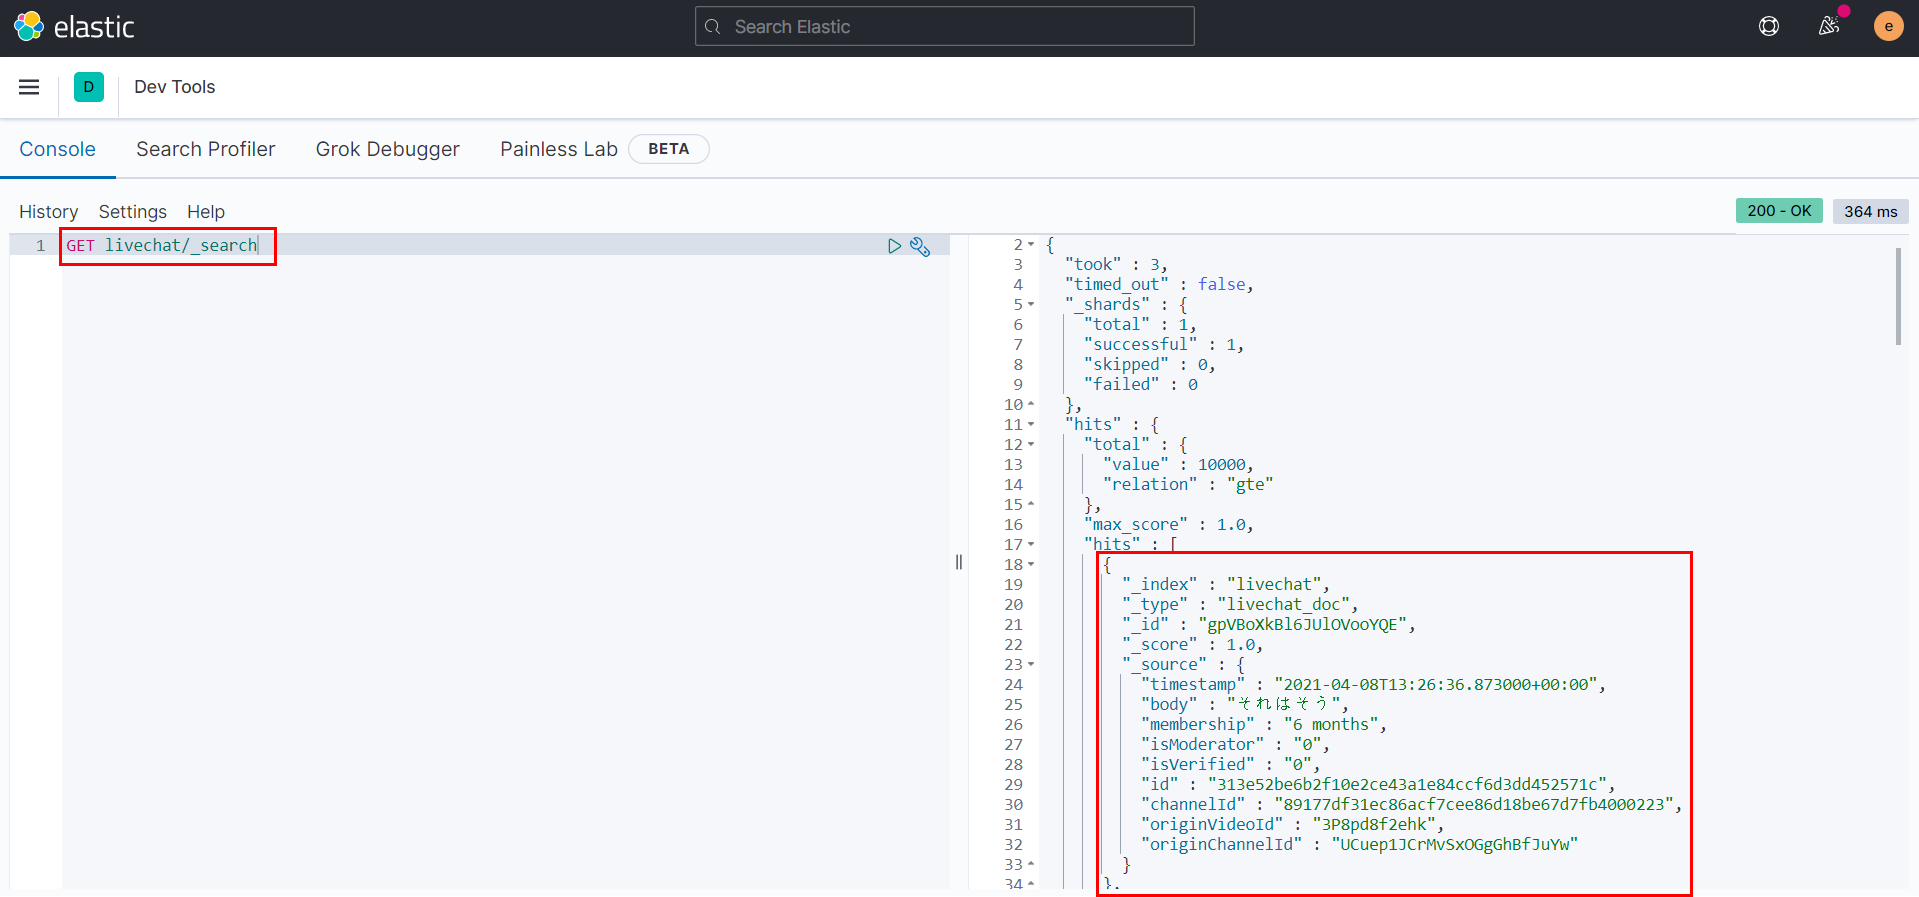 elastic
Search Elastic
e
D
Dev Tools
Console Search Profiler Grok Debugger Painless Lab BETA
History Settings Help
200 - OK 364 ms
1 GET livechat/_search
2 {
3 "took" : 3,
4 "timed_out" : false,
5 "_shards" : {
6 "total" : 1,
7 "successful" : 1,
8 "skipped" : 0,
9 "failed" : 0
10 },
11 "hits" : {
12 "total" : {
13 "value" : 10000,
14 "relation" : "gte"
15 },
16 "max_score" : 1.0,
17 "hits" : [
18 {
19 "_index" : "livechat",
20 "_type" : "livechat_doc",
21 "_id" : "gpVBoXkBl6JUlOVooYQE",
22 "_score" : 1.0,
23 "_source" : {
24 "timestamp" : "2021-04-08T13:26:36.873000+00:00",
25 "body" : "それはそう",
26 "membership" : "6 months",
27 "isModerator" : "0",
28 "isVerified" : "0",
29 "id" : "313e52be6b2f10e2ce43a1e84ccf6d3dd452571c",
30 "channelId" : "89177df31ec86acf7cee86d18be67d7fb4000223",
31 "originVideoId" : "3P8pd8f2ehk",
32 "originChannelId" : "UCuep1JCrMvSxOGgGhBfJuYw"
33 }
34 },